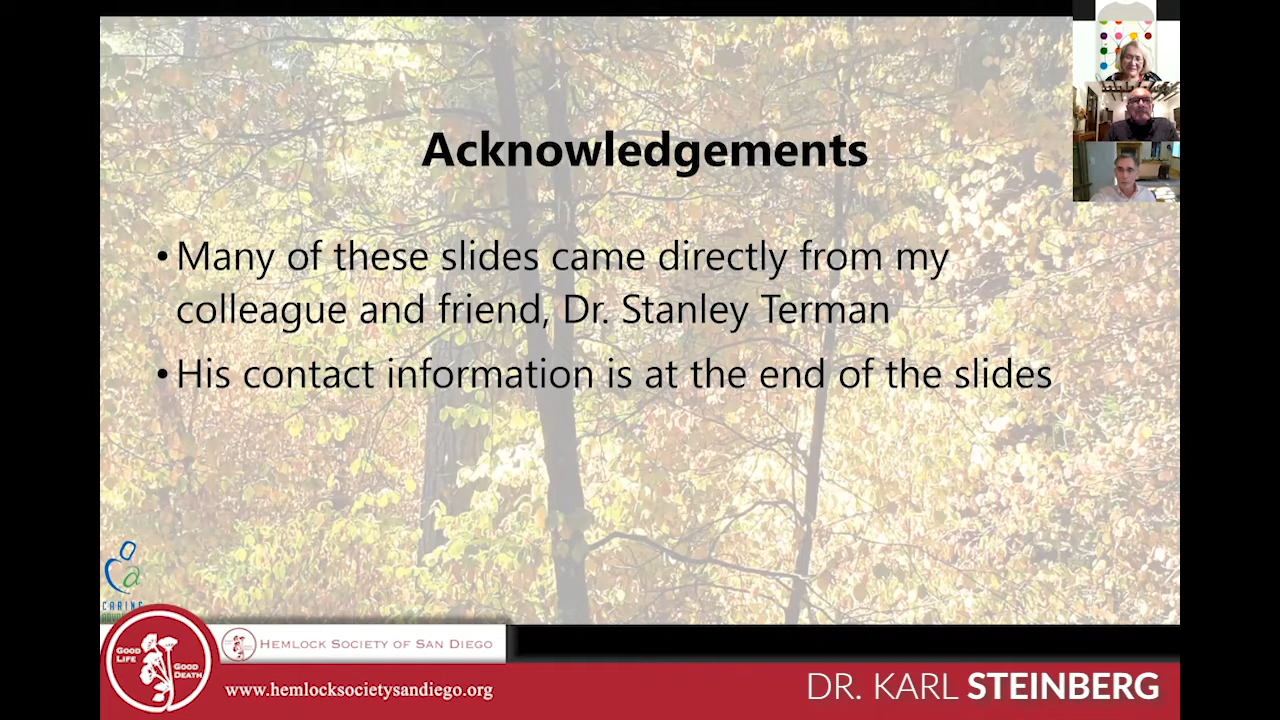 Acknowledgements
• Many of these slides came directly from my
colleague and friend, Dr. Stanley Terman
• His contact information is at the end of the slides
CARING
GOOD LIFE
GOOD DEATH
HEMLOCK SOCIETY OF SAN DIEGO
www.hemlocksocietysandiego.org
DR. KARL STEINBERG